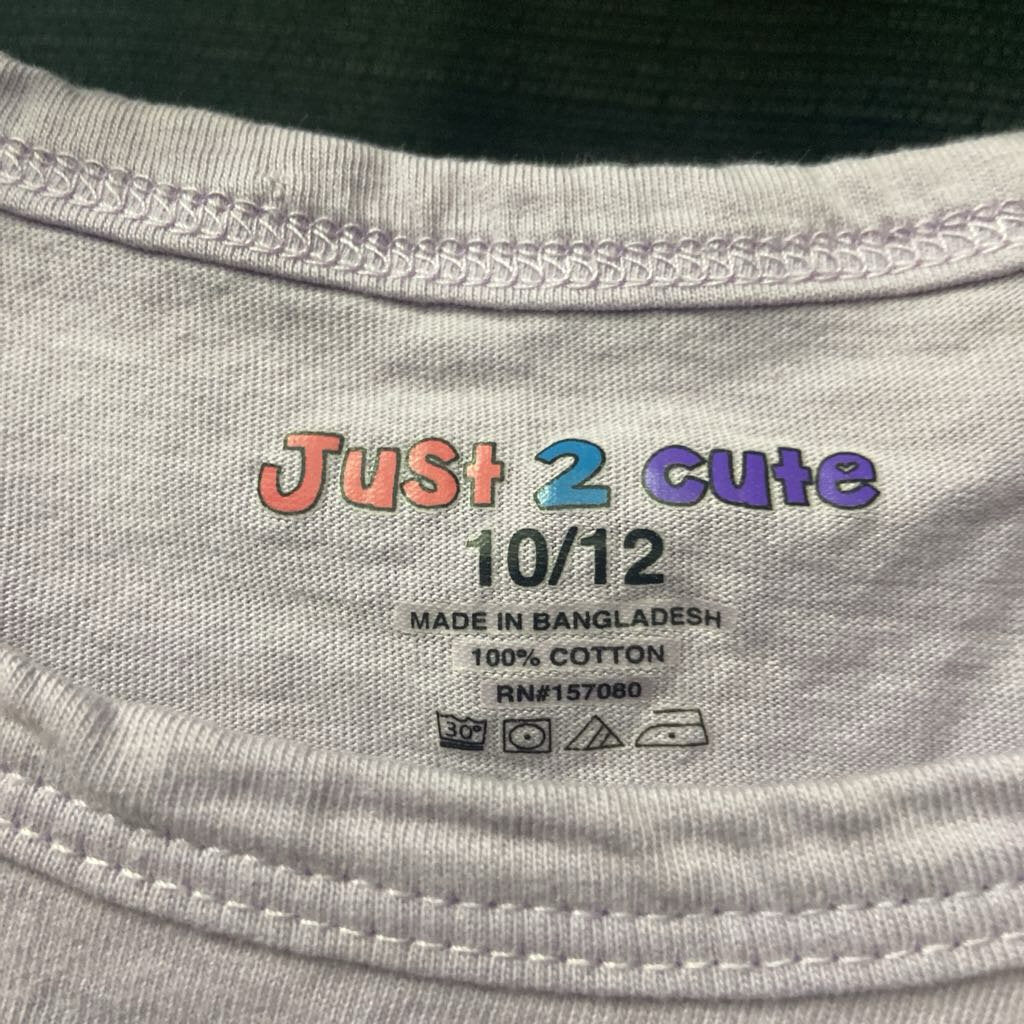 Just 2 cute
10/12
MADE IN BANGLADESH
100% COTTON
RN#157080
30°